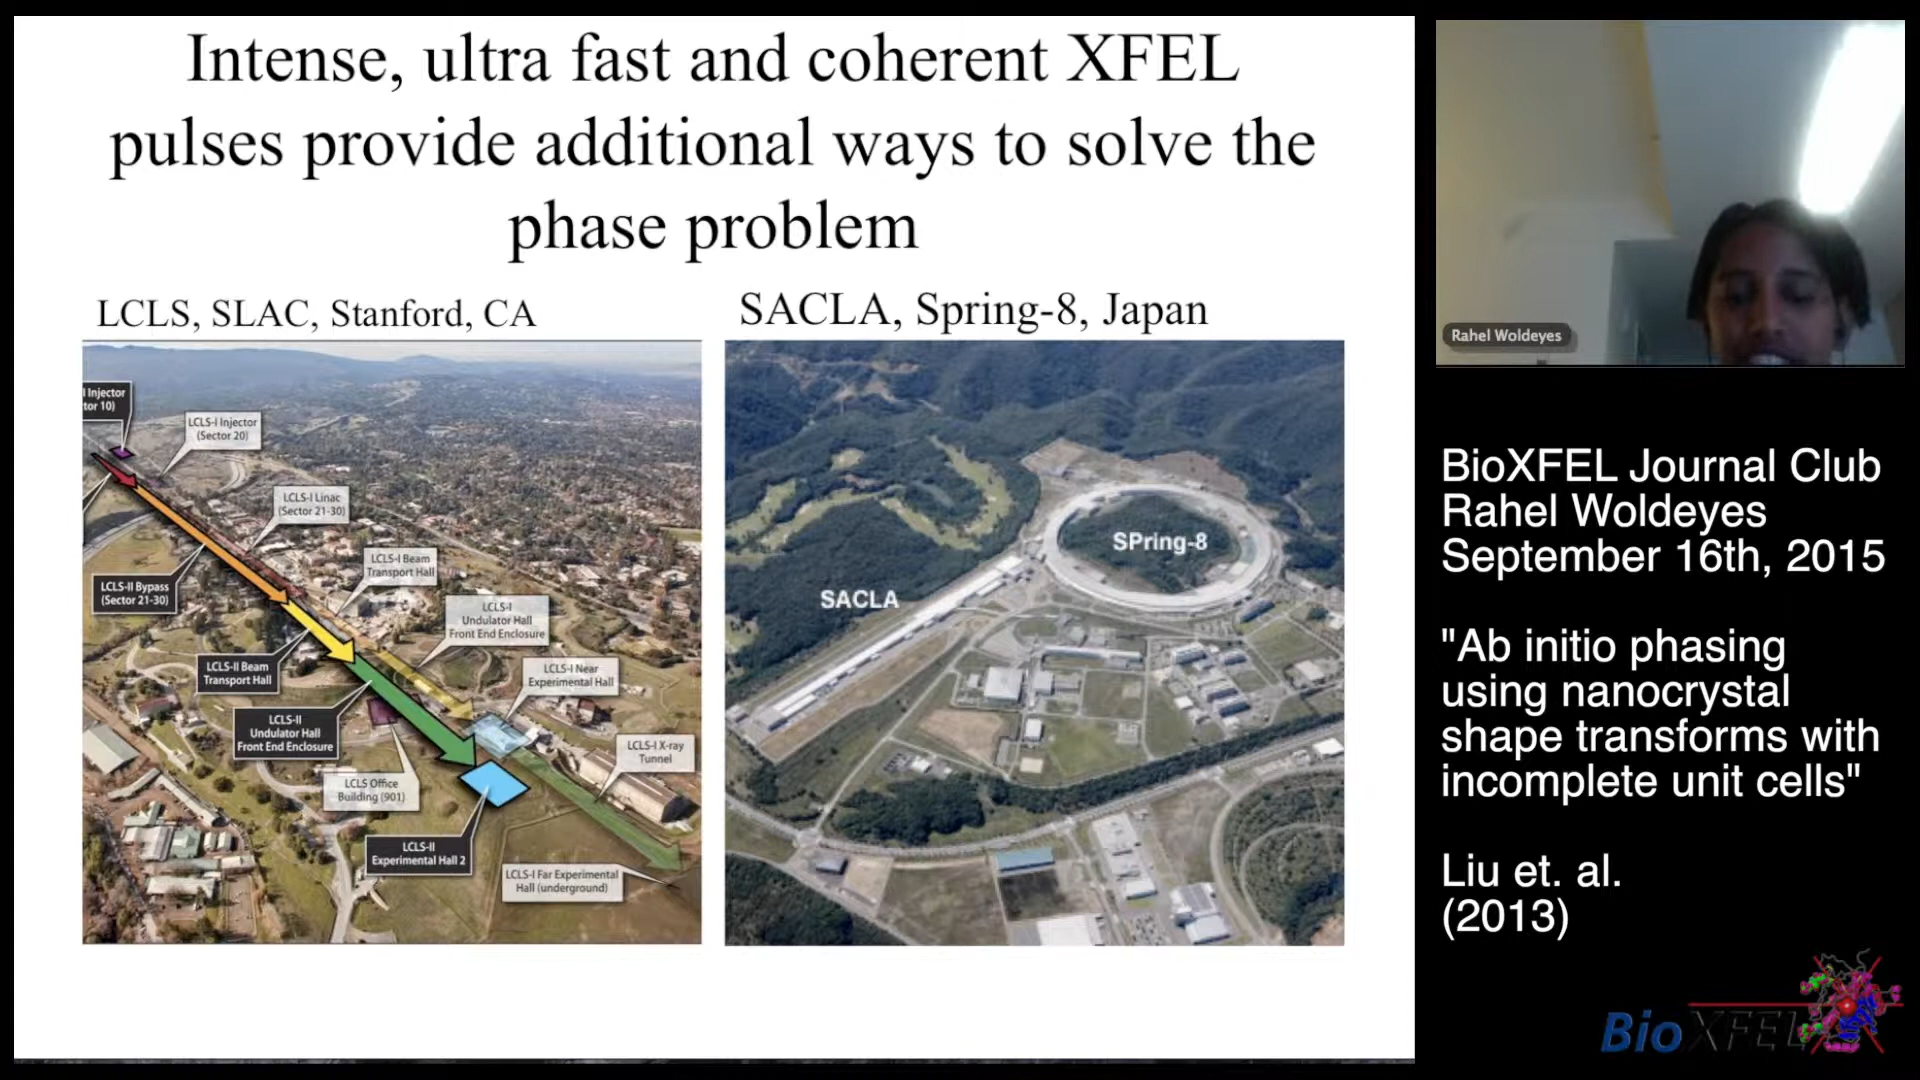 Intense, ultra fast and coherent XFEL
pulses provide additional ways to solve the
phase problem
LCLS, SLAC, Stanford, CA
SACLA, Spring-8, Japan
I Injector
tor 10)
LCLS-I Injector
(Sector 20)
LCLS-I Linac
(Sector 21-30)
LCLS-I Beam
Transport Hall
LCLS-II Bypass
(Sector 21-30)
LCLS-I
Undulator Hall
Front End Enclosure
LCLS-II Beam
Transport Hall
LCLS-I Near
Experimental Hall
LCLS-II
Undulator Hall
Front End Enclosure
LCLS-I X-ray
Tunnel
LCLS Office
Building (901)
LCLS-II
Experimental Hall 2
LCLS-I Far Experimental
Hall (underground)
SPring-8
SACLA
Rahel Woldeyes
BioXFEL Journal Club
Rahel Woldeyes
September 16th, 2015
"Ab initio phasing
using nanocrystal
shape transforms with
incomplete unit cells"
Liu et. al.
(2013)
BioXFEL